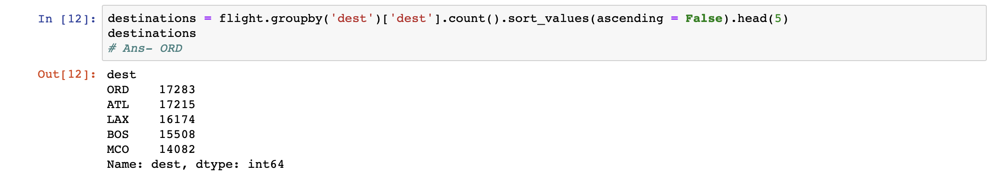 In [12]: destinations = flight.groupby('dest')['dest'].count().sort_values(ascending = False).head(5)
destinations
# Ans- ORD
Out[12]: dest
ORD    17283
ATL    17215
LAX    16174
BOS    15508
MCO    14082
Name: dest, dtype: int64